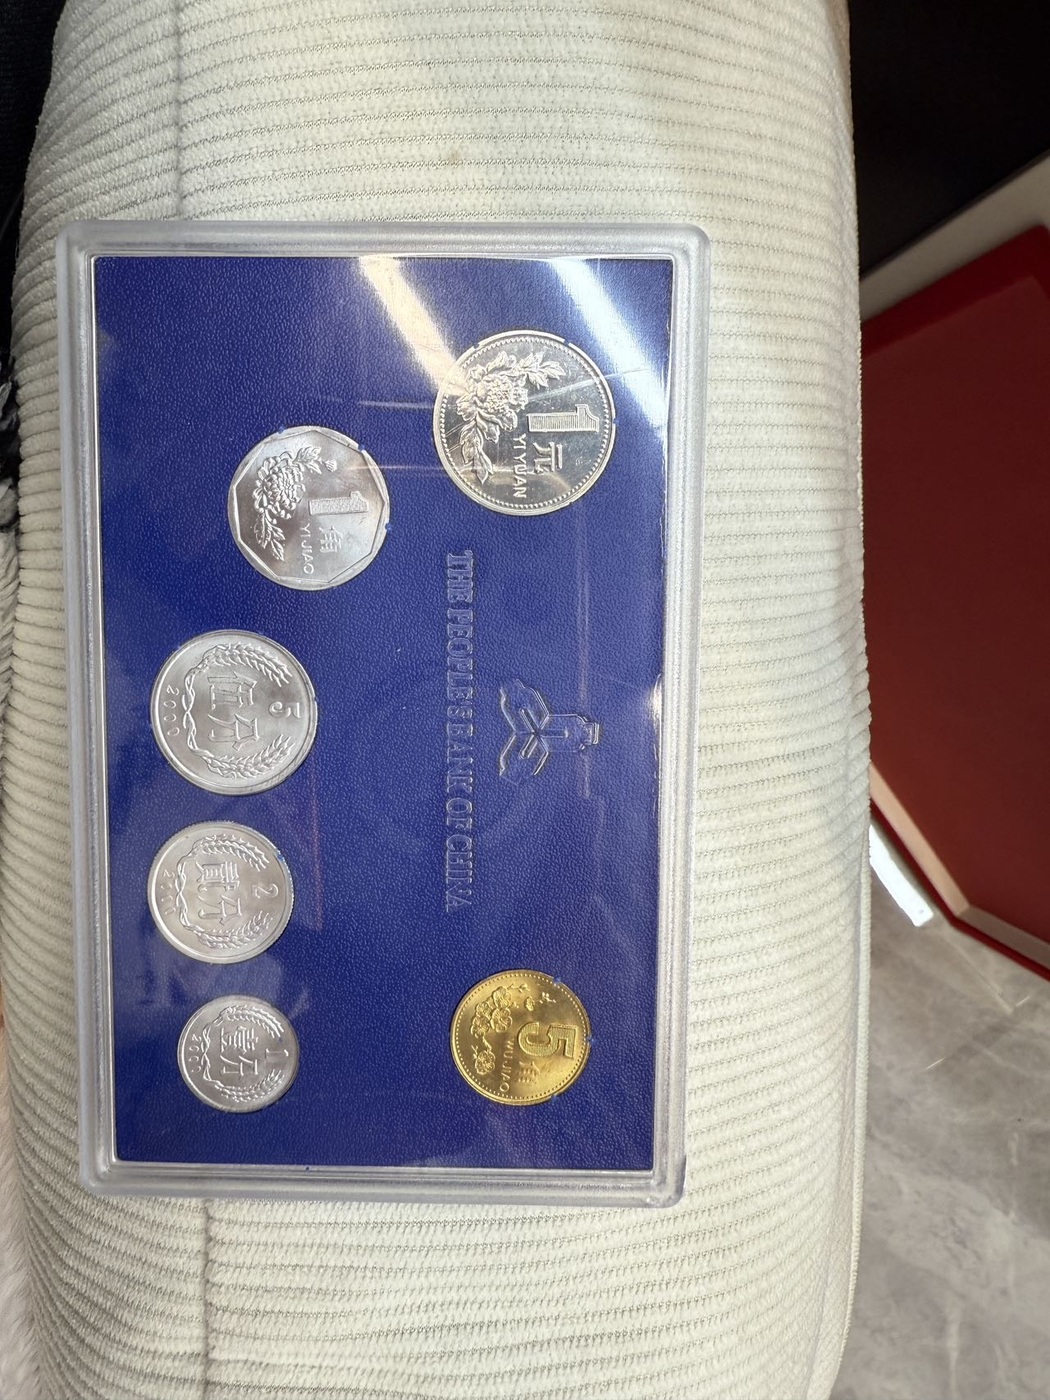 1
元
YI YUAN
1
角
YI JIAO
THE PEOPLE'S BANK OF CHINA
5
伍分
2000
2
贰分
1
壹分
5
角
WU JIAO